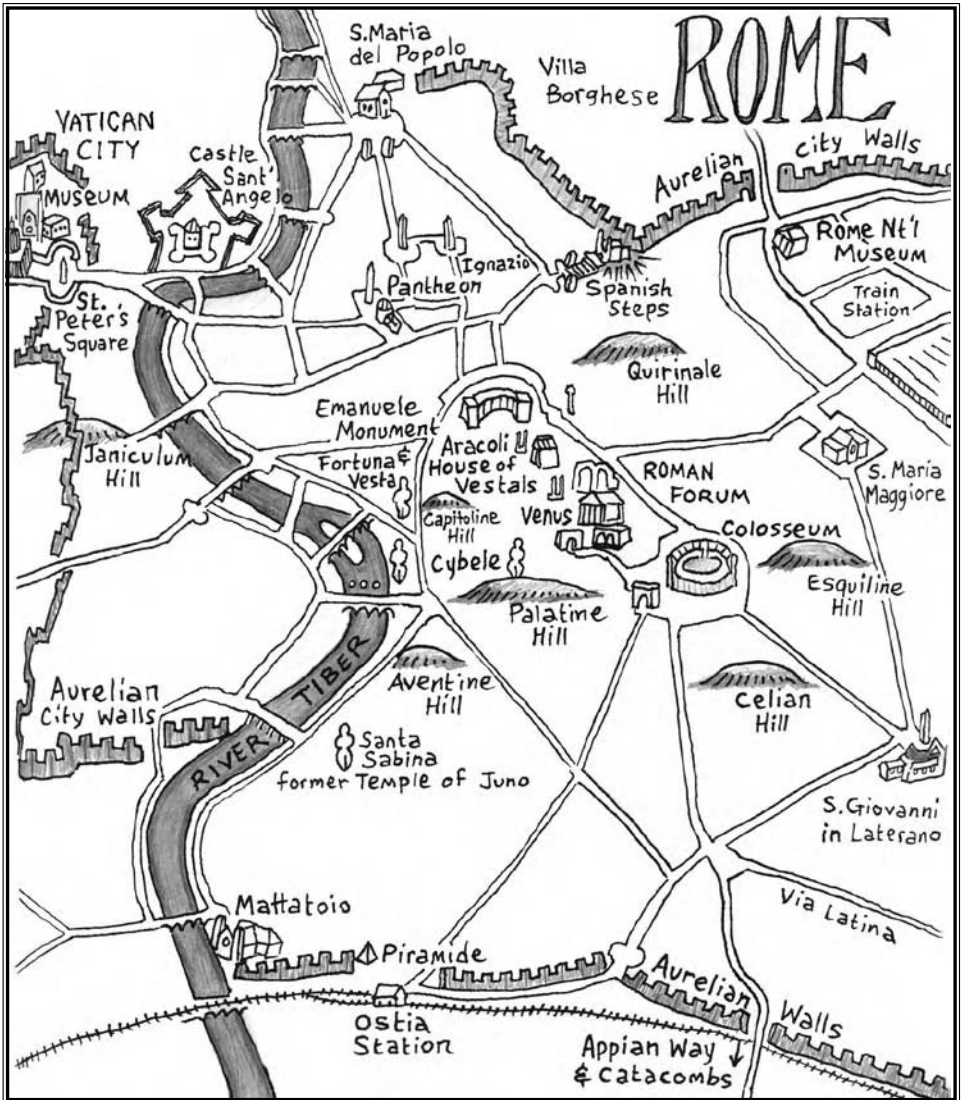 ROME
S. Maria
del Popolo
Villa
Borghese
VATICAN
CITY
MUSEUM
Castle
Sant'
Angelo
Aurelian
City Walls
Rome Nt'l
Museum
Train
Station
Ignazio
Pantheon
Spanish
Steps
St.
Peter's
Square
Quirinale
Hill
Janiculum
Hill
Emanuele
Monument
Aracoli
House of
Vestals
Fortuna &
Vesta
Capitoline
Hill
Venus
ROMAN
FORUM
S. Maria
Maggiore
COLOSSEUM
Cybele
Palatine
Hill
Esquiline
Hill
Aventine
Hill
Celian
Hill
Aurelian
City Walls
RIVER TIBER
Santa
Sabina
former Temple of Juno
S. Giovanni
in Laterano
Mattatoio
Piramide
Via Latina
Ostia
Station
Aurelian
Walls
Appian Way
& Catacombs